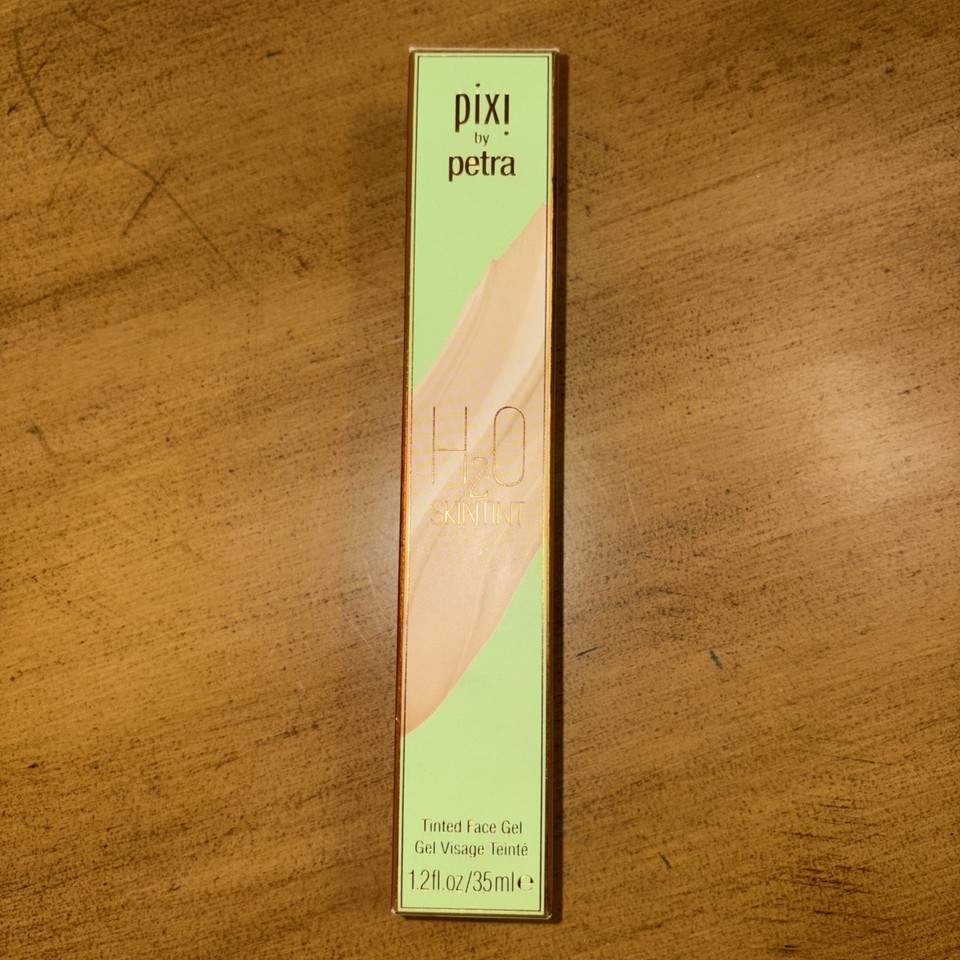 pixi
by
petra
H2O
SKINTINT
Tinted Face Gel
Gel Visage Teinté
1.2fl.oz/35ml℮